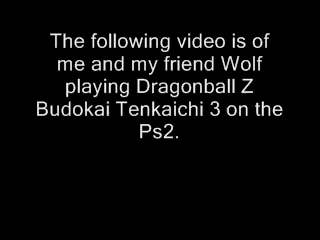 The following video is of
me and my friend Wolf
playing Dragonball Z
Budokai Tenkaichi 3 on the
Ps2.